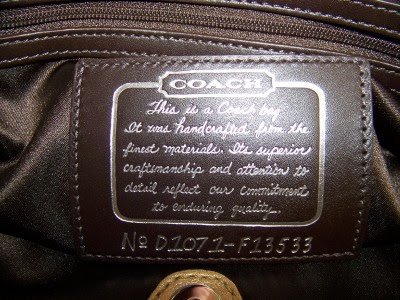 COACH
This is a Coach bag.
It was handcrafted from the
finest materials. Its superior
craftsmanship and attention to
detail reflect our commitment
to enduring quality.
No D1071-F13533